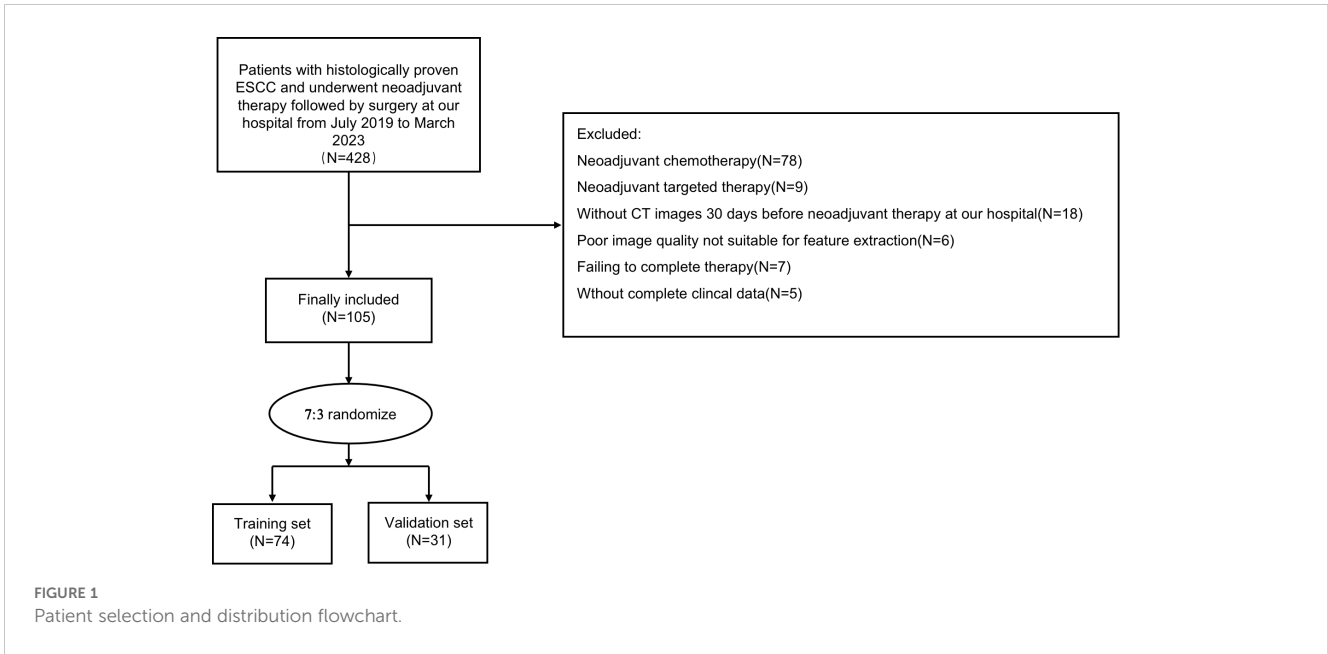 Patients with histologically proven
ESCC and underwent neoadjuvant
therapy followed by surgery at our
hospital from July 2019 to March
2023
(N=428)
Excluded:
Neoadjuvant chemotherapy(N=78)
Neoadjuvant targeted therapy(N=9)
Without CT images 30 days before neoadjuvant therapy at our hospital(N=18)
Poor image quality not suitable for feature extraction(N=6)
Failing to complete therapy(N=7)
Wthout complete clincal data(N=5)
Finally included
(N=105)
7:3 randomize
Training set
(N=74)
Validation set
(N=31)
FIGURE 1
Patient selection and distribution flowchart.